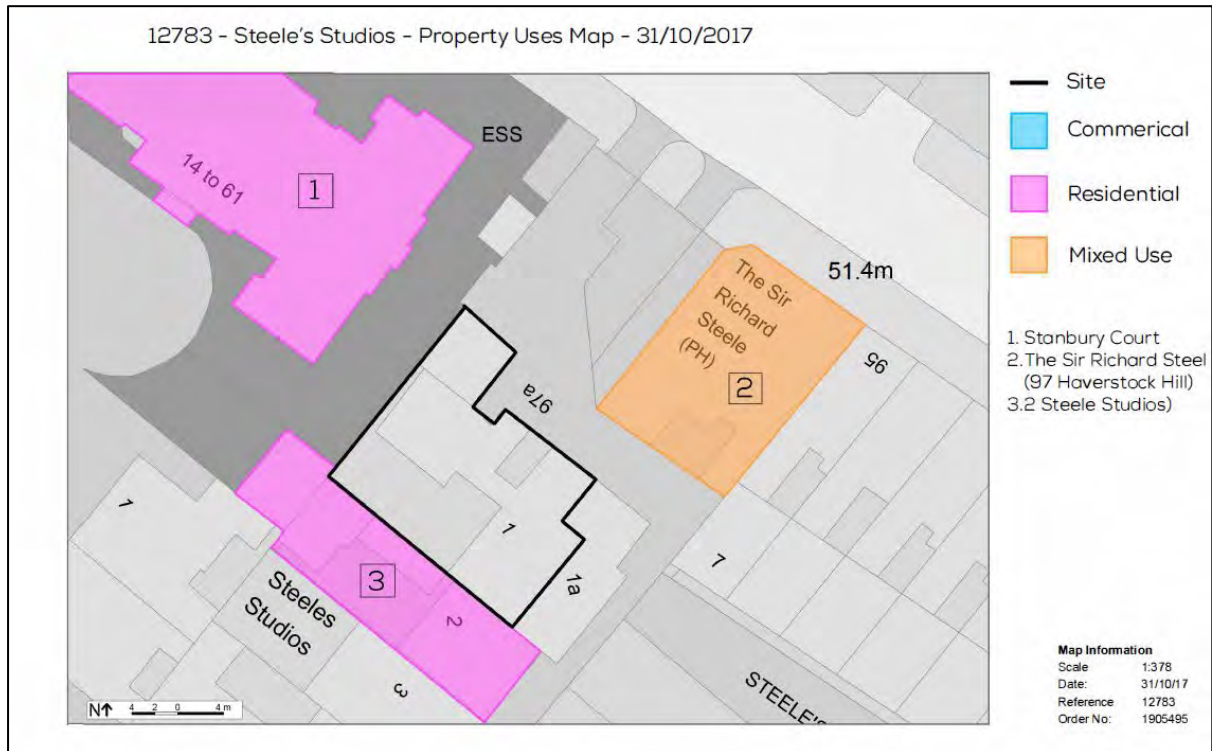 12783 - Steele's Studios - Property Uses Map - 31/10/2017
Site
Commerical
Residential
Mixed Use
1. Stanbury Court
2. The Sir Richard Steel
(97 Haverstock Hill)
3.2 Steele Studios)
ESS
14 to 61
1
The Sir
Richard
Steele
(PH)
2
51.4m
95
97a
1
1
1a
7
3
2
Steeles
Studios
3
STEELE'S
N
4 2 0 4 m
Map Information
Scale 1:378
Date: 31/10/17
Reference 12783
Order No: 1905495